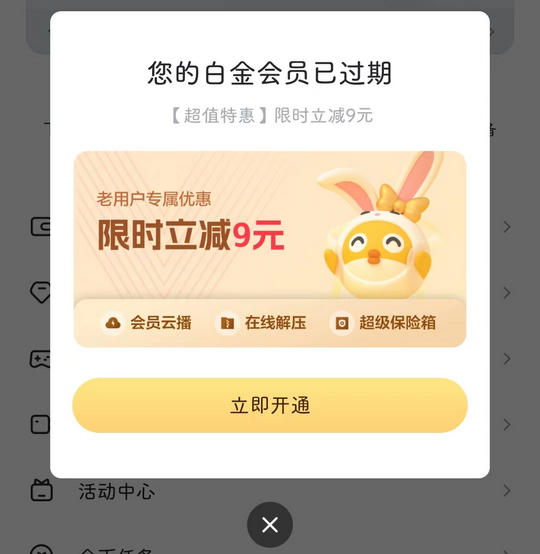 您的白金会员已过期
【超值特惠】限时立减9元
老用户专属优惠
限时立减9元
会员云播
在线解压
超级保险箱
立即开通
活动中心